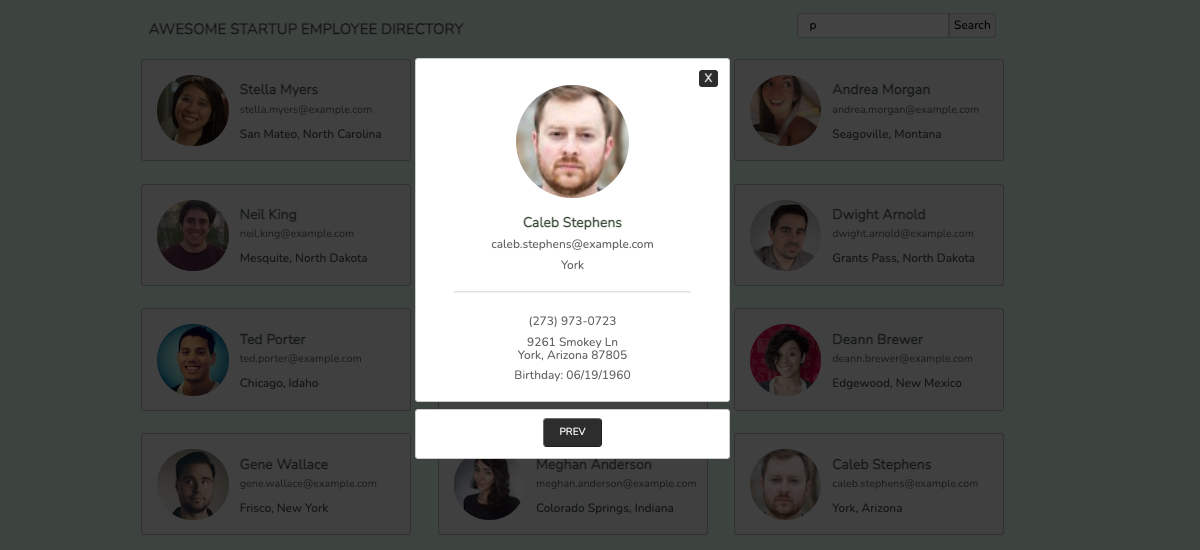 AWESOME STARTUP EMPLOYEE DIRECTORY
p
Search
Stella Myers
stella.myers@example.com
San Mateo, North Carolina
Andrea Morgan
andrea.morgan@example.com
Seagoville, Montana
Neil King
neil.king@example.com
Mesquite, North Dakota
Dwight Arnold
dwight.arnold@example.com
Grants Pass, North Dakota
Ted Porter
ted.porter@example.com
Chicago, Idaho
Deann Brewer
deann.brewer@example.com
Edgewood, New Mexico
Gene Wallace
gene.wallace@example.com
Frisco, New York
Meghan Anderson
meghan.anderson@example.com
Colorado Springs, Indiana
Caleb Stephens
caleb.stephens@example.com
York, Arizona
X
Caleb Stephens
caleb.stephens@example.com
York
(273) 973-0723
9261 Smokey Ln
York, Arizona 87805
Birthday: 06/19/1960
PREV